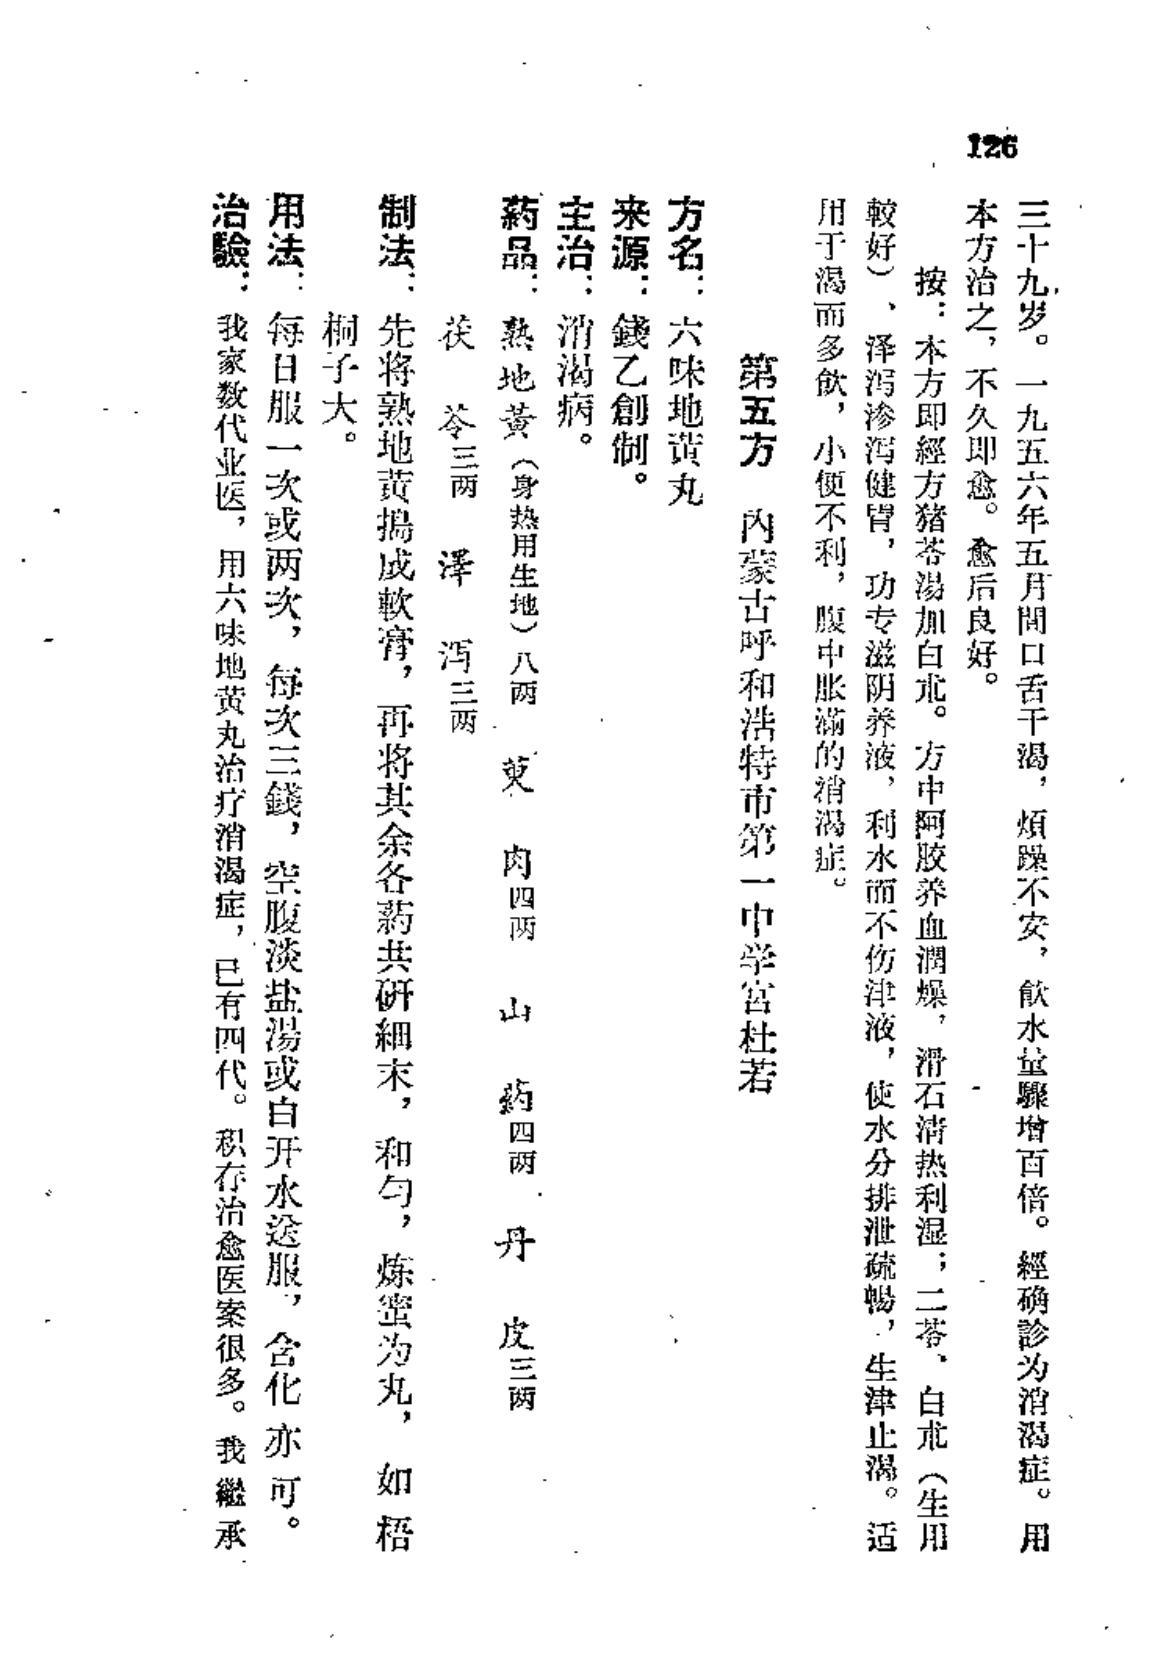 126
三十九岁。一九五六年五月間口舌干渴，煩躁不安，飲水量驟增百倍。經确診为消渴症。用
本方治之，不久即愈。愈后良好。
按：本方即經方猪苓湯加白朮。方中阿胶养血潤燥，滑石清热利湿；二苓、白朮（生用
較好）、泽泻渗泻健胃，功专滋阴养液，利水而不伤津液，使水分排泄疏暢，生津止渴。适
用于渴而多飲，小便不利，腹中胀滿的消渴症。
第五方　内蒙古呼和浩特市第一中学宫杜若
方名：六味地黄丸
来源：錢乙創制。
主治：消渴病。
药品：熟地黃（身热用生地）八两　萸肉四两　山药四两　丹皮三两
茯苓三两　澤泻三两
制法：先将熟地黄搗成軟膏，再将其余各葯共研細末，和匀，炼蜜为丸，如梧
桐子大。
用法：每日服一次或两次，每次三錢，空腹淡盐湯或白开水送服，含化亦可。
治驗：我家数代业医，用六味地黄丸治疗消渴症，已有四代。积存治愈医案很多。我繼承